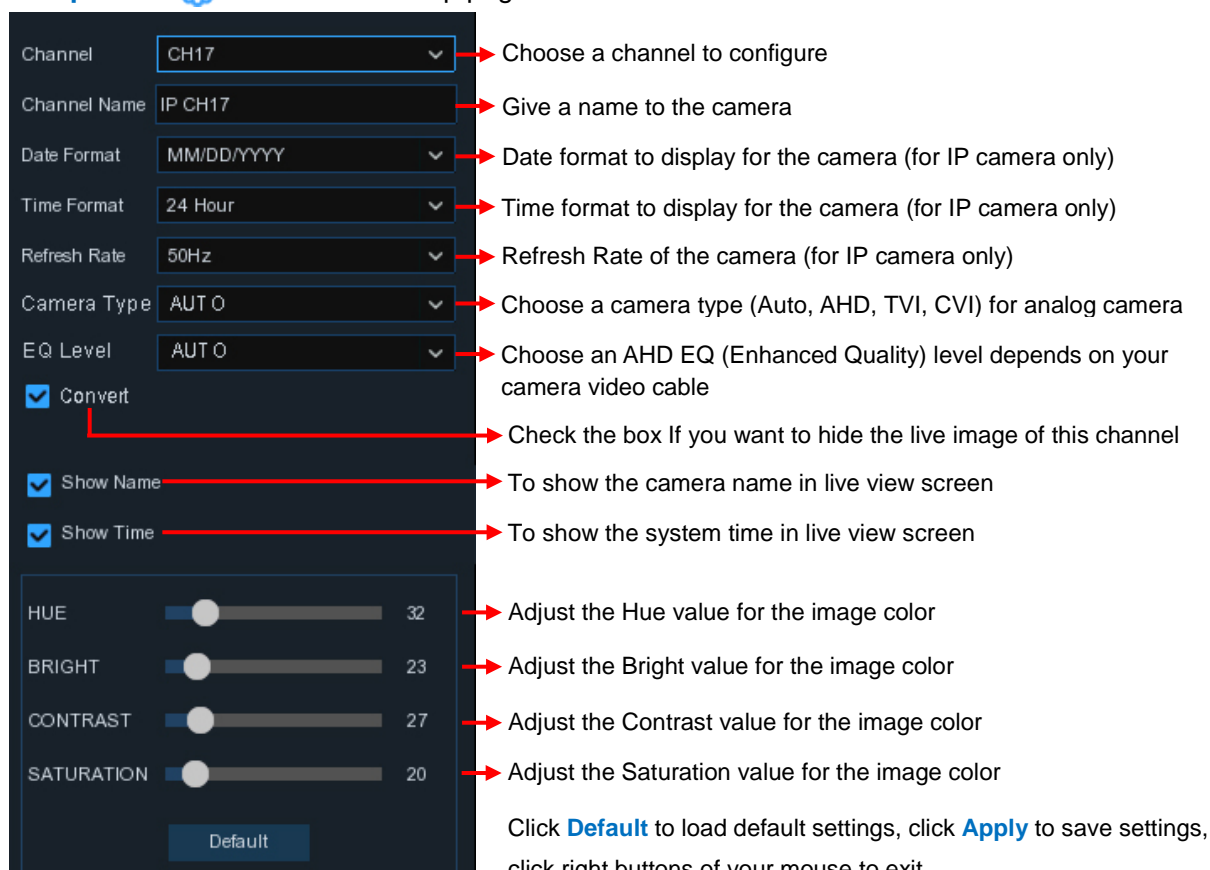 Channel CH17 Choose a channel to configure
Channel Name IP CH17 Give a name to the camera
Date Format MM/DD/YYYY Date format to display for the camera (for IP camera only)
Time Format 24 Hour Time format to display for the camera (for IP camera only)
Refresh Rate 50Hz Refresh Rate of the camera (for IP camera only)
Camera Type AUTO Choose a camera type (Auto, AHD, TVI, CVI) for analog camera
EQ Level AUTO Choose an AHD EQ (Enhanced Quality) level depends on your
camera video cable
Convert
Check the box If you want to hide the live image of this channel
Show Name To show the camera name in live view screen
Show Time To show the system time in live view screen
HUE 32 Adjust the Hue value for the image color
BRIGHT 23 Adjust the Bright value for the image color
CONTRAST 27 Adjust the Contrast value for the image color
SATURATION 20 Adjust the Saturation value for the image color
Click Default to load default settings, click Apply to save settings,
Default
click right buttons of your mouse to exit